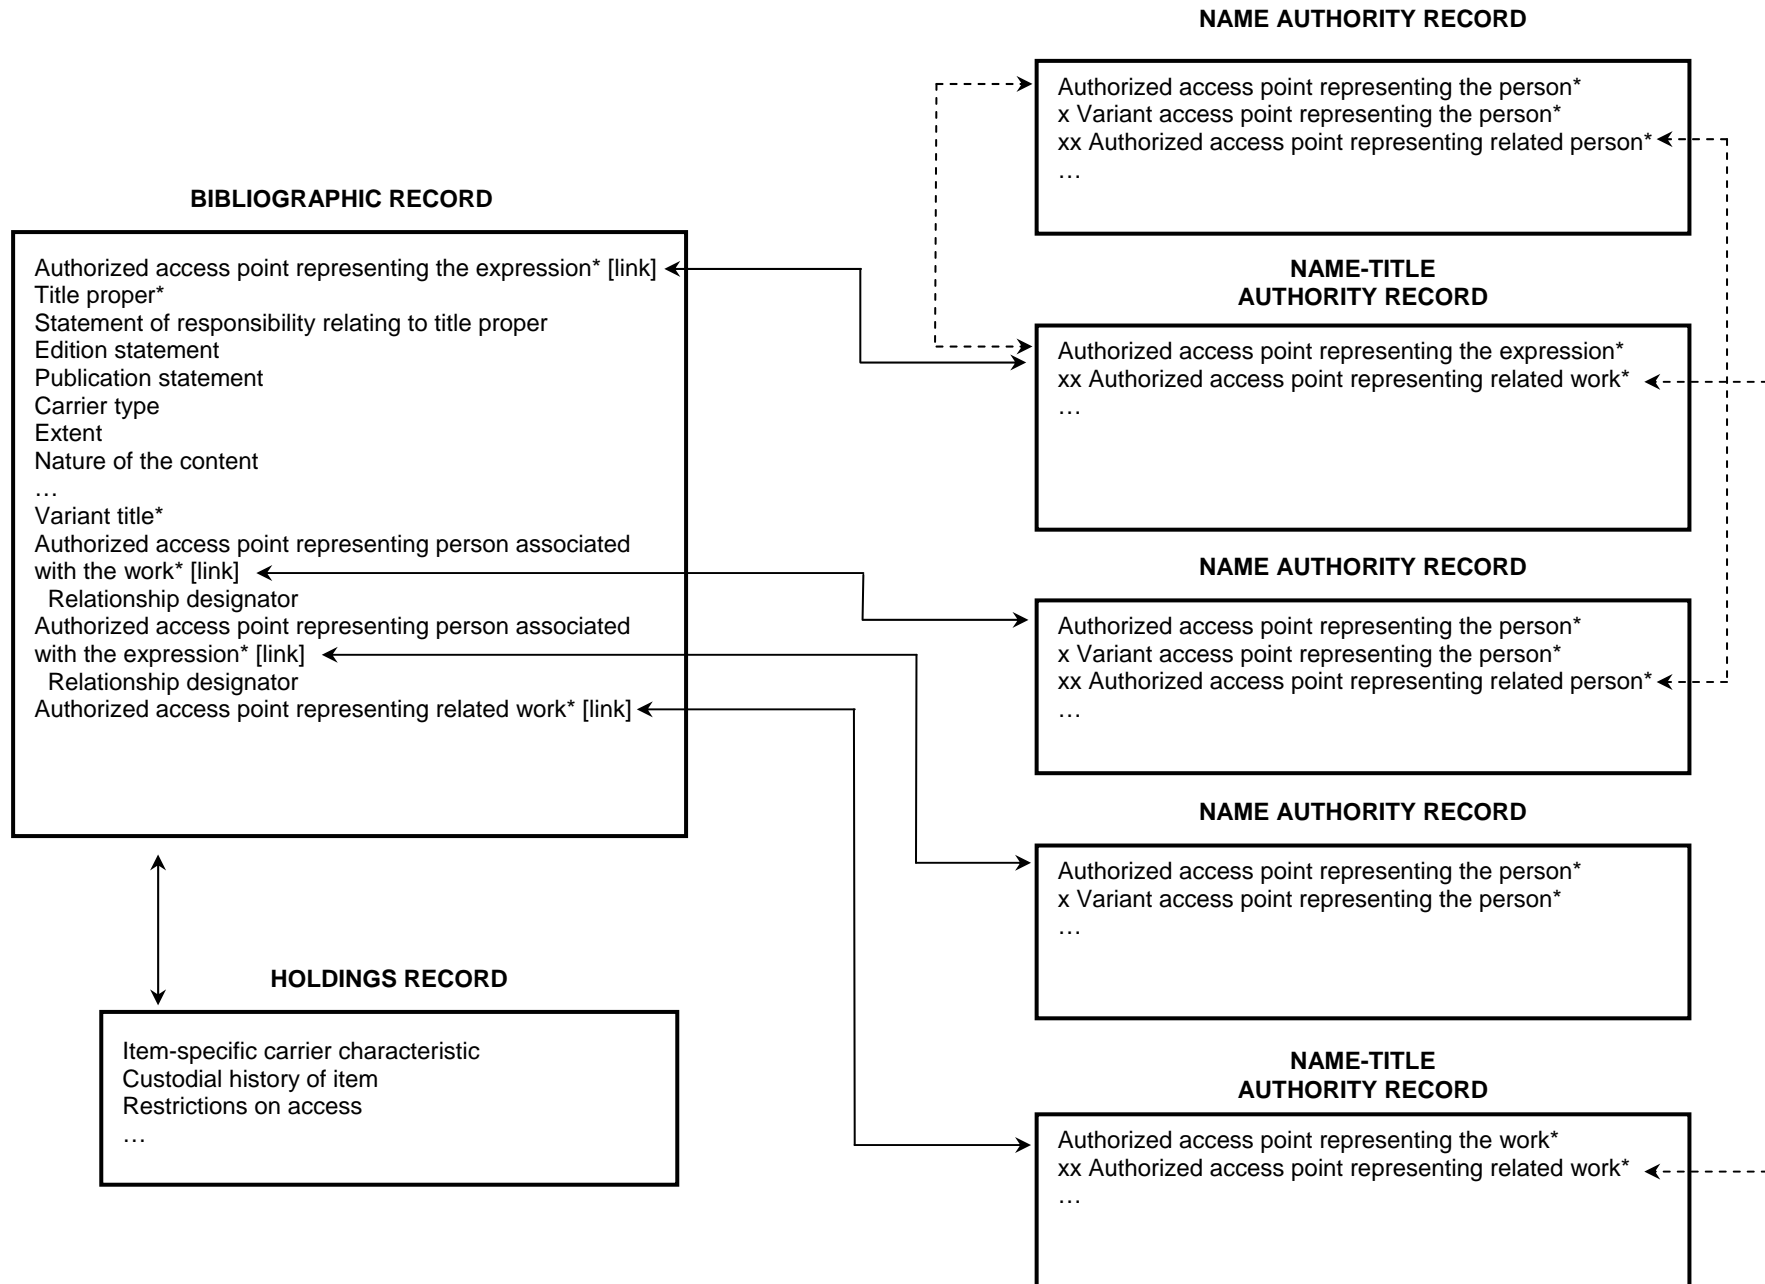 BIBLIOGRAPHIC RECORD
Authorized access point representing the expression* [link]
Title proper*
Statement of responsibility relating to title proper
Edition statement
Publication statement
Carrier type
Extent
Nature of the content
…
Variant title*
Authorized access point representing person associated
with the work* [link]
Relationship designator
Authorized access point representing person associated
with the expression* [link]
Relationship designator
Authorized access point representing related work* [link]
HOLDINGS RECORD
Item-specific carrier characteristic
Custodial history of item
Restrictions on access
…
NAME AUTHORITY RECORD
Authorized access point representing the person*
x Variant access point representing the person*
xx Authorized access point representing related person*
…
NAME-TITLE
AUTHORITY RECORD
Authorized access point representing the expression*
xx Authorized access point representing related work*
…
NAME AUTHORITY RECORD
Authorized access point representing the person*
x Variant access point representing the person*
xx Authorized access point representing related person*
…
NAME AUTHORITY RECORD
Authorized access point representing the person*
x Variant access point representing the person*
…
NAME-TITLE
AUTHORITY RECORD
Authorized access point representing the work*
xx Authorized access point representing related work*
…